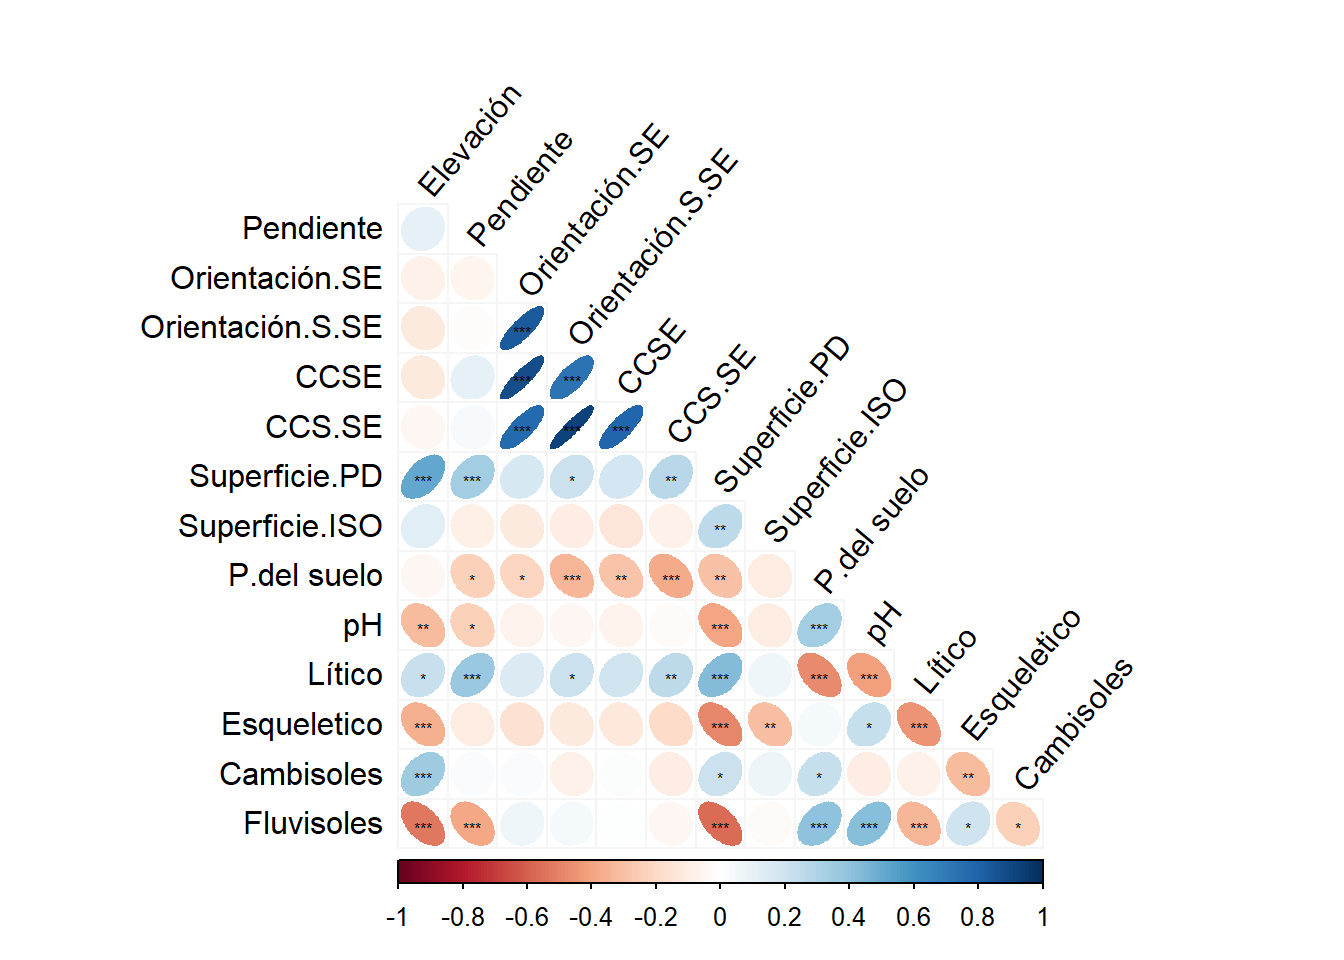 Elevación
Pendiente
Orientación.SE
Orientación.S.SE
CCSE
CCS.SE
Superficie.PD
Superficie.ISO
P.del suelo
pH
Lítico
Esqueletico
Cambisoles
Pendiente
Orientación.SE
Orientación.S.SE ***
CCSE *** ***
CCS.SE *** *** ***
Superficie.PD *** *** * **
Superficie.ISO **
P.del suelo * * *** ** *** **
pH ** * *** ***
Lítico * *** * ** *** *** ***
Esqueletico *** *** ** * ***
Cambisoles *** * * **
Fluvisoles *** *** *** *** *** *** * *
-1 -0.8 -0.6 -0.4 -0.2 0 0.2 0.4 0.6 0.8 1